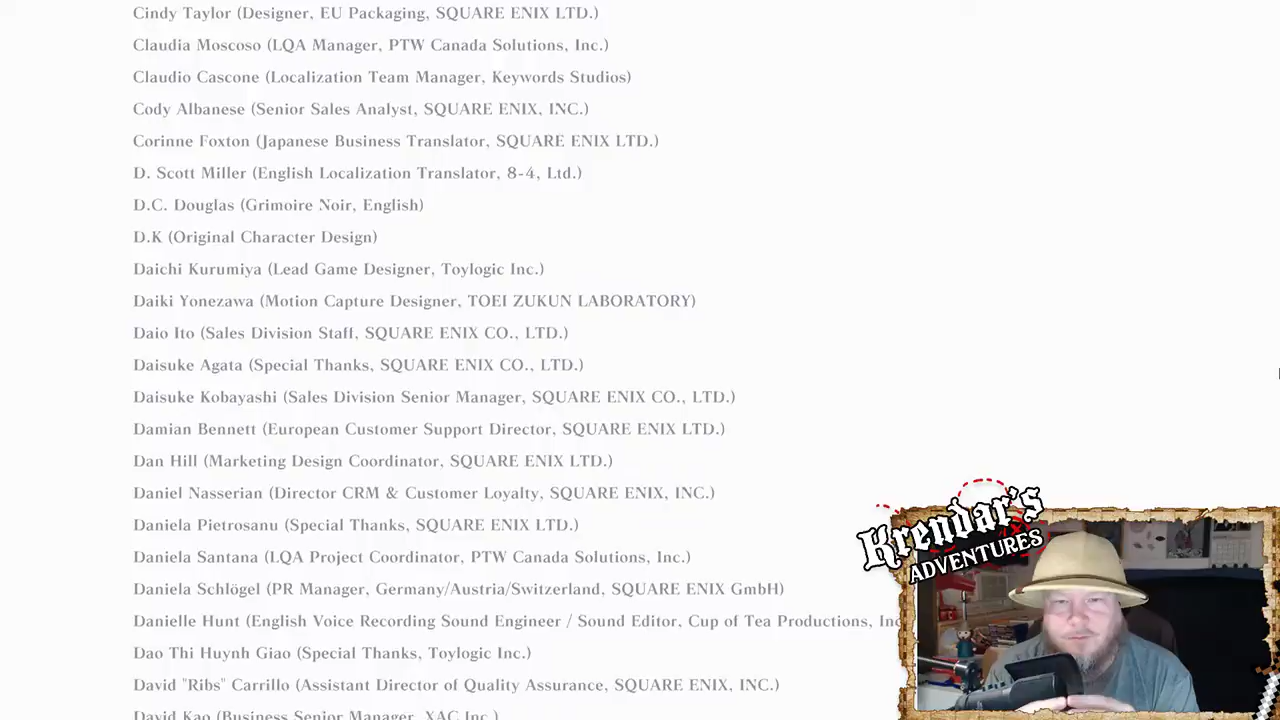 Cindy Taylor (Designer, EU Packaging, SQUARE ENIX LTD.)
Claudia Moscoso (LQA Manager, PTW Canada Solutions, Inc.)
Claudio Cascone (Localization Team Manager, Keywords Studios)
Cody Albanese (Senior Sales Analyst, SQUARE ENIX, INC.)
Corinne Foxton (Japanese Business Translator, SQUARE ENIX LTD.)
D. Scott Miller (English Localization Translator, 8-4, Ltd.)
D.C. Douglas (Grimoire Noir, English)
D.K (Original Character Design)
Daichi Kurumiya (Lead Game Designer, Toylogic Inc.)
Daiki Yonezawa (Motion Capture Designer, TOEI ZUKUN LABORATORY)
Daio Ito (Sales Division Staff, SQUARE ENIX CO., LTD.)
Daisuke Agata (Special Thanks, SQUARE ENIX CO., LTD.)
Daisuke Kobayashi (Sales Division Senior Manager, SQUARE ENIX CO., LTD.)
Damian Bennett (European Customer Support Director, SQUARE ENIX LTD.)
Dan Hill (Marketing Design Coordinator, SQUARE ENIX LTD.)
Daniel Nasserian (Director CRM & Customer Loyalty, SQUARE ENIX, INC.)
Daniela Pietrosanu (Special Thanks, SQUARE ENIX LTD.)
Daniela Santana (LQA Project Coordinator, PTW Canada Solutions, Inc.)
Daniela Schlögel (PR Manager, Germany/Austria/Switzerland, SQUARE ENIX GmbH)
Danielle Hunt (English Voice Recording Sound Engineer / Sound Editor, Cup of Tea Productions, Inc
Dao Thi Huynh Giao (Special Thanks, Toylogic Inc.)
David "Ribs" Carrillo (Assistant Director of Quality Assurance, SQUARE ENIX, INC.)
David Kao (Business Senior Manager, XAC Inc.)
Krendar's
ADVENTURES